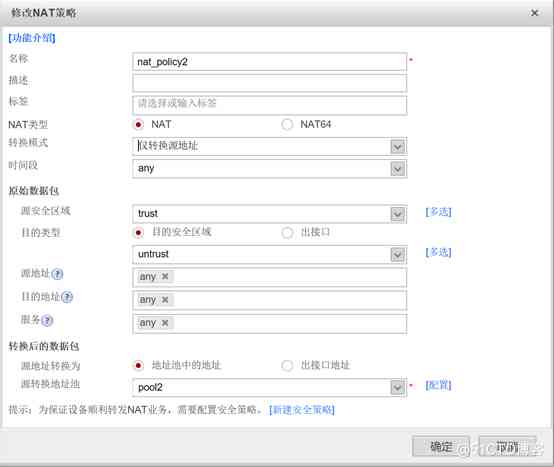 修改NAT策略
[功能介绍]
名称 nat_policy2 *
描述
标签 请选择或输入标签
NAT类型 NAT NAT64
转换模式 仅转换源地址
时间段 any
原始数据包
源安全区域 trust [多选]
目的类型 目的安全区域 出接口
untrust [多选]
源地址 any
目的地址 any
服务 any
转换后的数据包
源地址转换为 地址池中的地址 出接口地址
源转换地址池 pool2 * [配置]
提示：为保证设备顺利转发NAT业务，需要配置安全策略。 [新建安全策略]
确定 取消
@51CTO博客